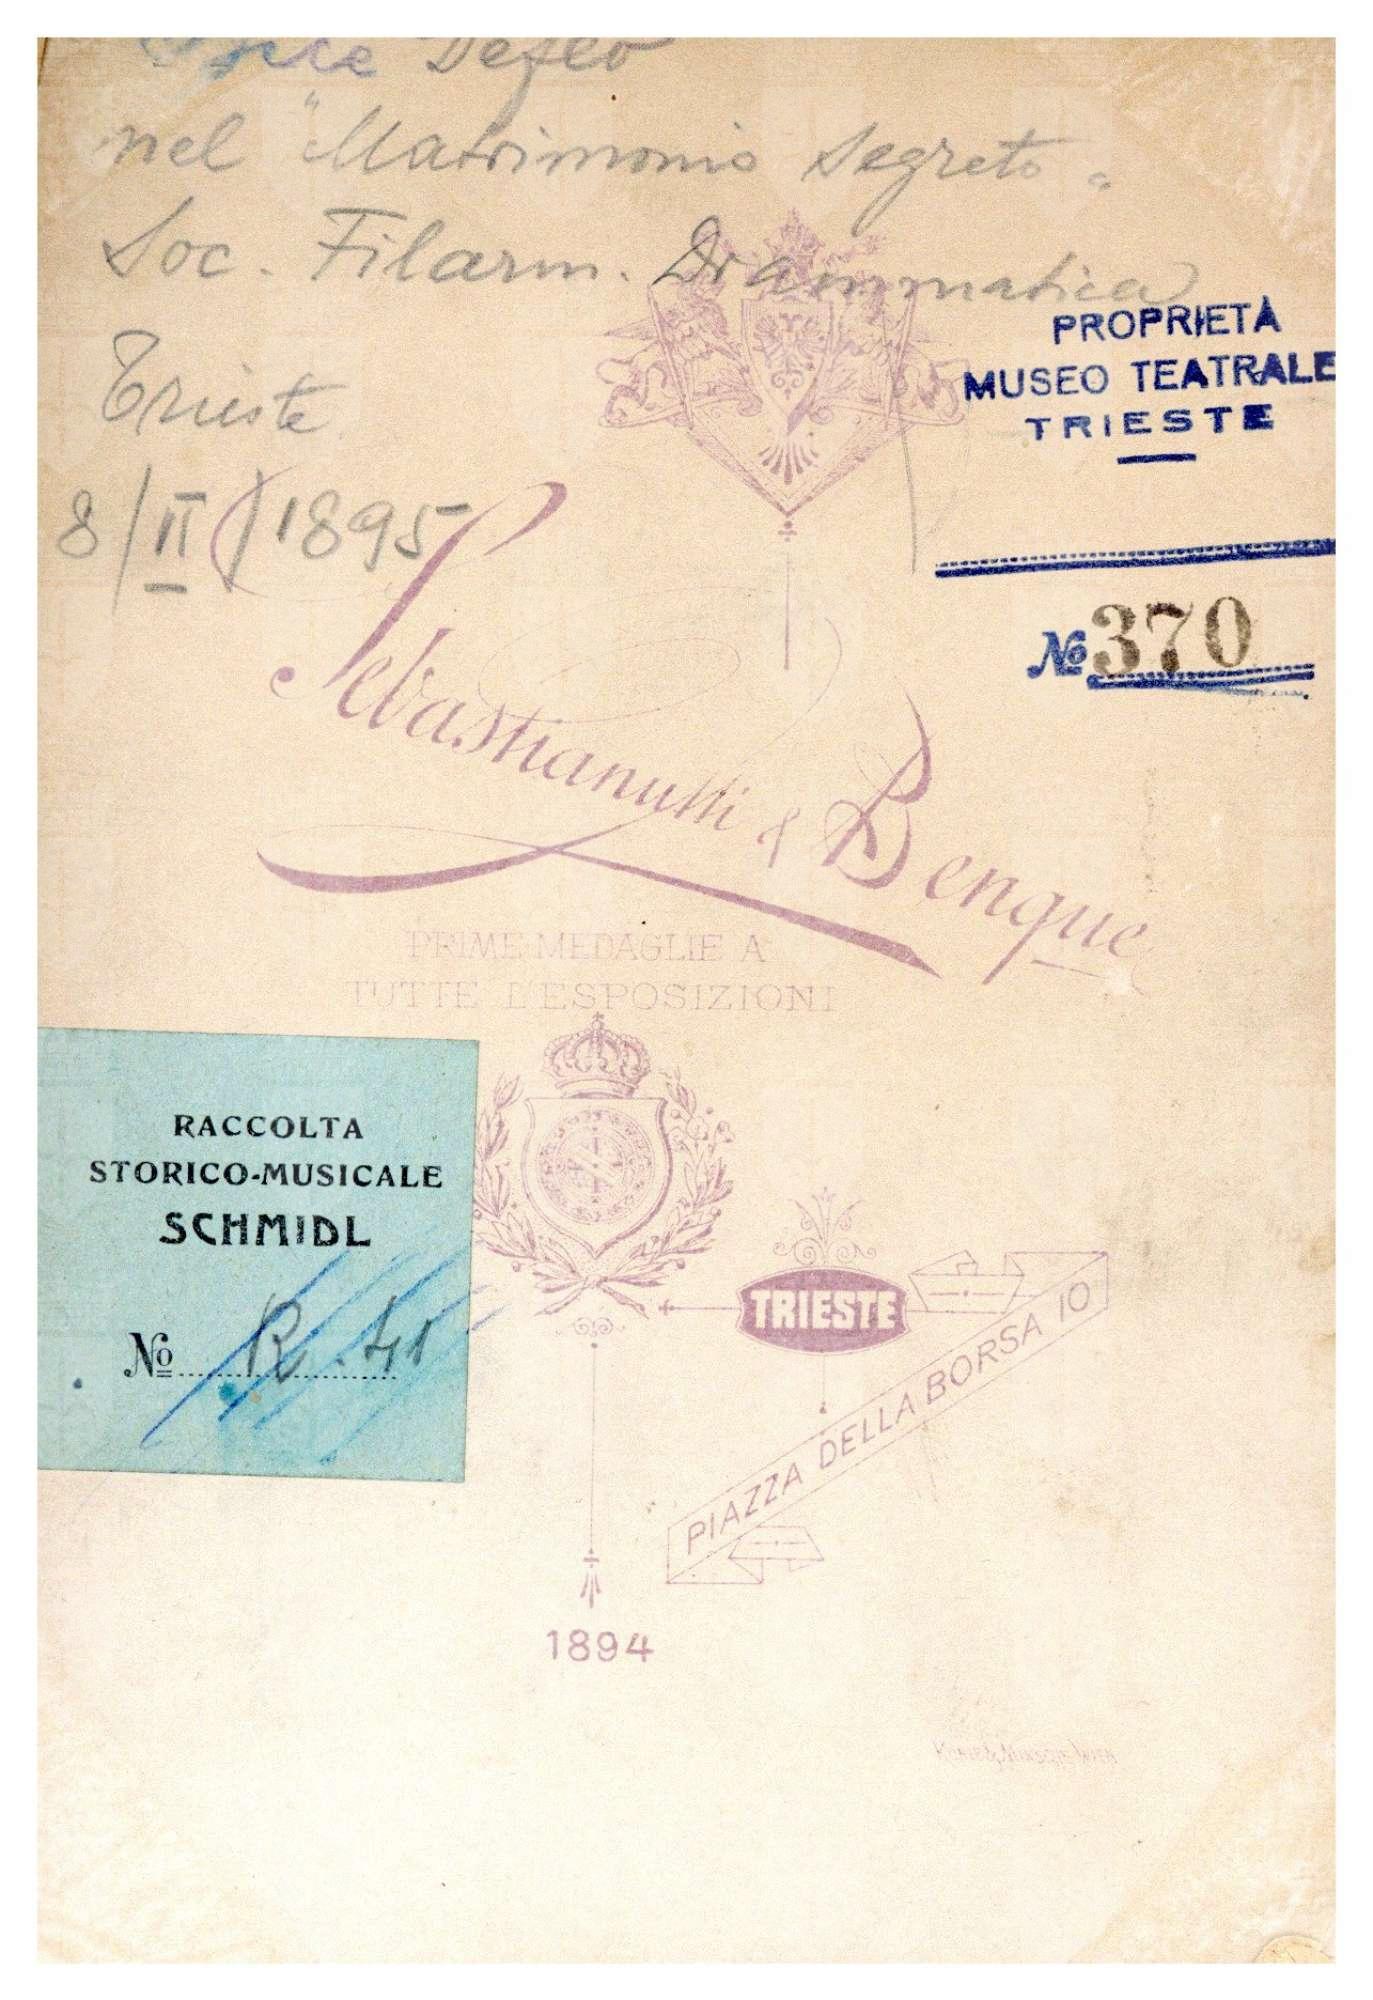 nel "Matrimonio Segreto"
Soc. Filarm. Drammatica
Trieste
8/II/1895
PROPRIETÀ
MUSEO TEATRALE
TRIESTE
No 370
Sebastianutti & Benque
PRIME MEDAGLIE A
TUTTE L'ESPOSIZIONI
RACCOLTA
STORICO-MUSICALE
SCHMIDL
No R. 41
TRIESTE
PIAZZA DELLA BORSA 10
1894
WIEN